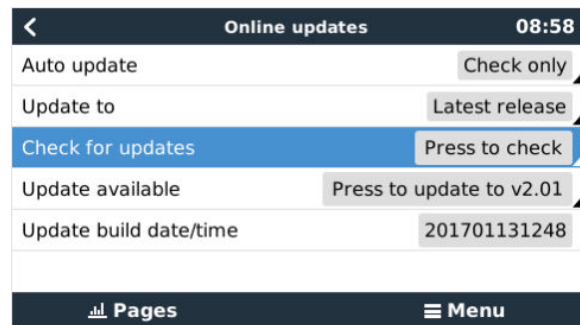 Online updates 08:58
Auto update Check only
Update to Latest release
Check for updates Press to check
Update available Press to update to v2.01
Update build date/time 201701131248
Pages Menu